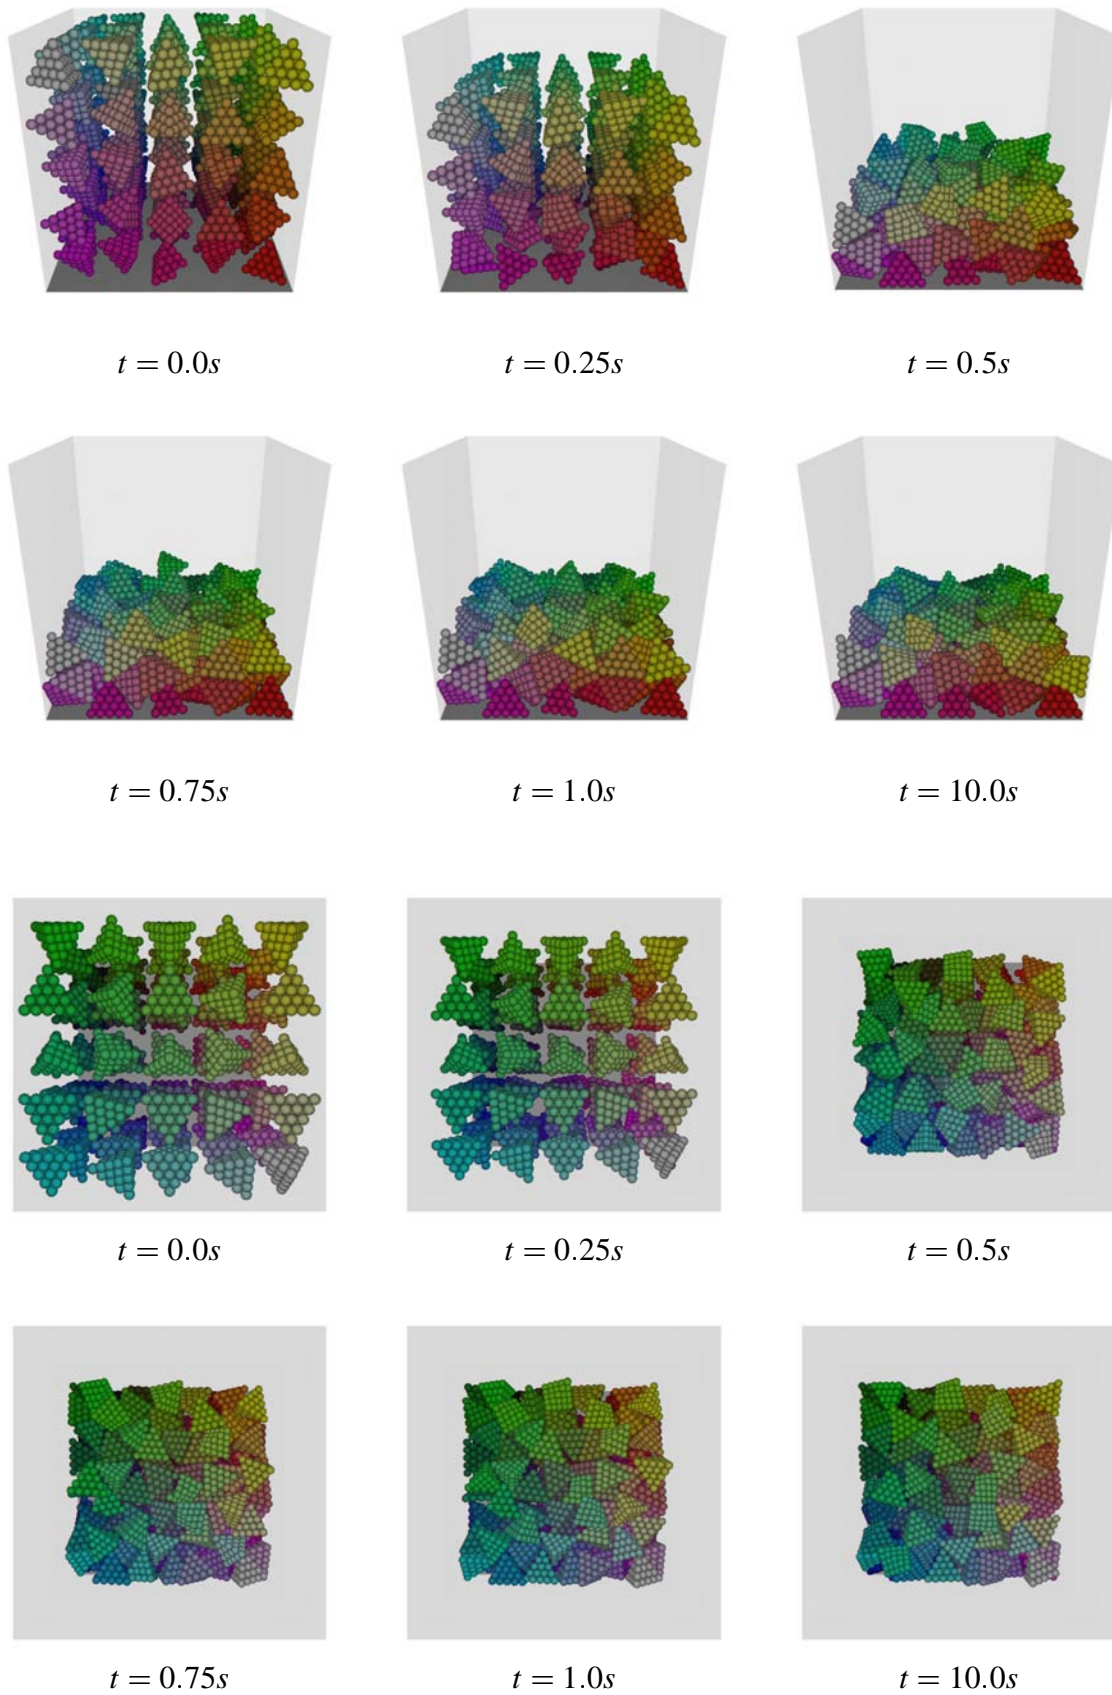 t = 0.0s t = 0.25s t = 0.5s
t = 0.75s t = 1.0s t = 10.0s
t = 0.0s t = 0.25s t = 0.5s
t = 0.75s t = 1.0s t = 10.0s